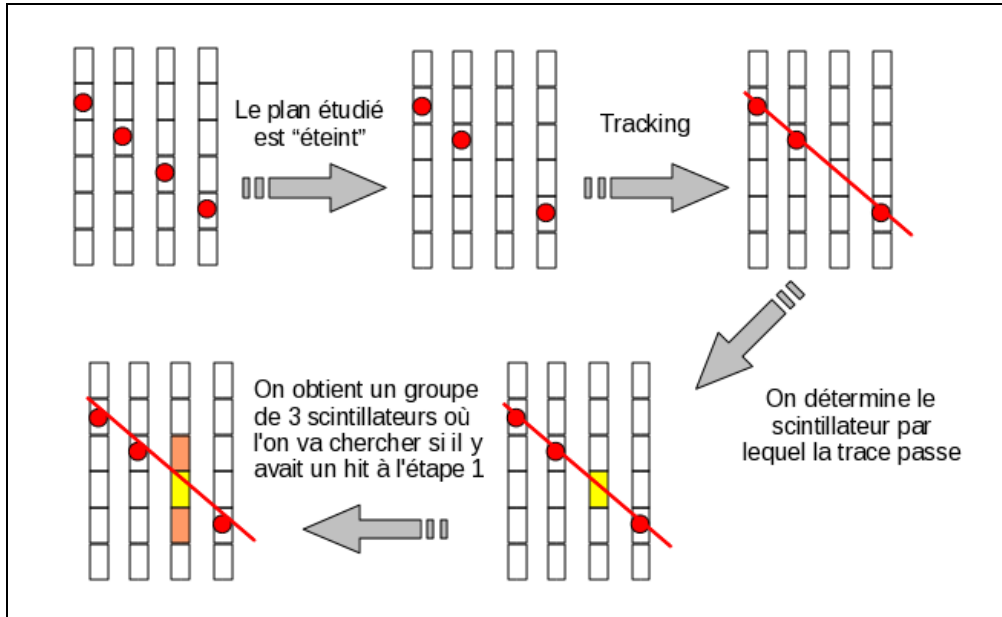 Le plan étudié
est “éteint”
Tracking
On détermine le
scintillateur par
lequel la trace passe
On obtient un groupe
de 3 scintillateurs où
l'on va chercher si il y
avait un hit à l'étape 1